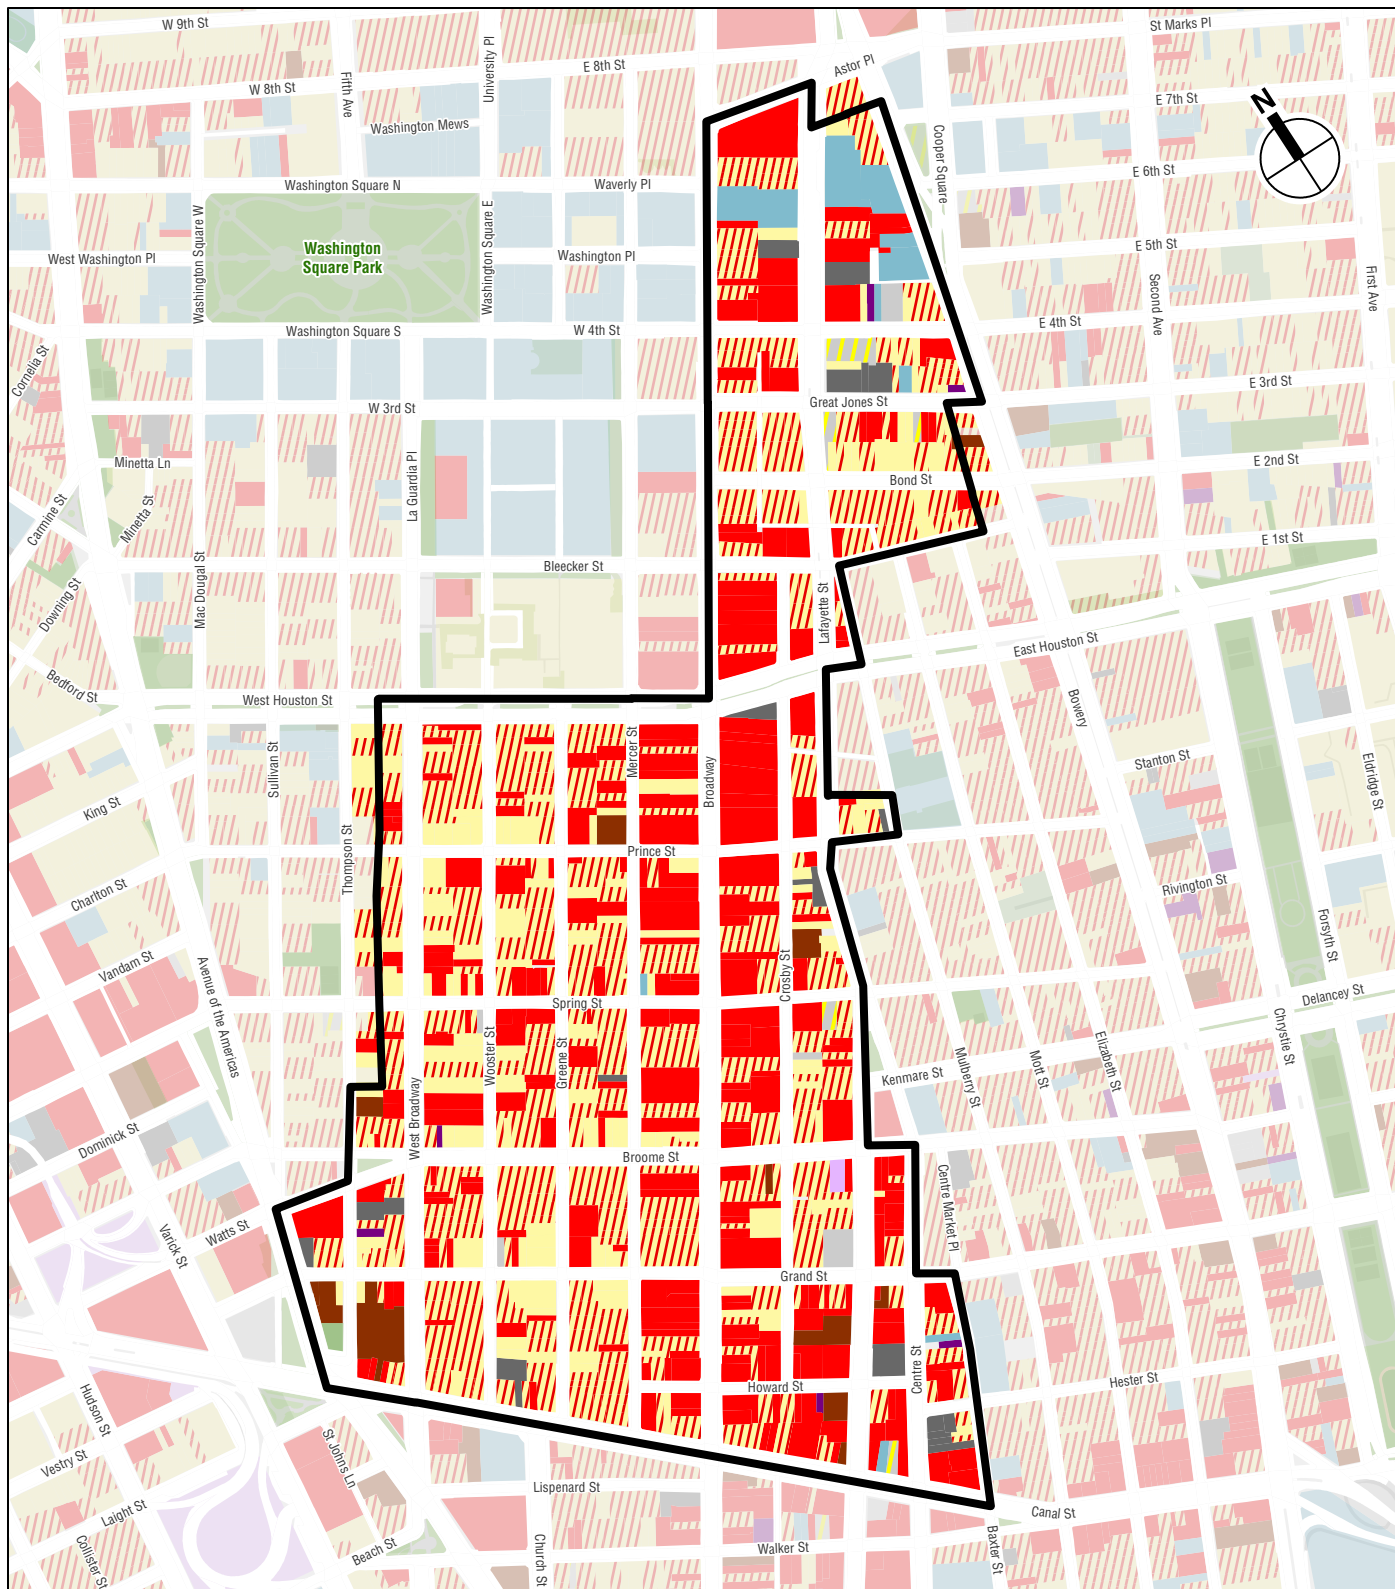 W 9th St
St Marks Pl
University Pl
Astor Pl
E 8th St
Fifth Ave
W 8th St
N
E 7th St
Washington Mews
Cooper Square
E 6th St
Washington Square N
Waverly Pl
Washington Square W
Washington Square E
Washington
Square Park
E 5th St
West Washington Pl
Washington Pl
Second Ave
First Ave
Washington Square S
W 4th St
E 4th St
Cornelia St
E 3rd St
W 3rd St
Great Jones St
Minetta Ln
La Guardia Pl
E 2nd St
Bond St
Carmine St
Minetta St
E 1st St
Mac Dougal St
Bleecker St
Downing St
Lafayette St
East Houston St
Bedford St
West Houston St
Bowery
Sullivan St
Mercer St
Broadway
Stanton St
Eldridge St
King St
Thompson St
Prince St
Charlton St
Rivington St
Forsyth St
Vandam St
Avenue of the Americas
Crosby St
Spring St
Delancey St
Wooster St
Greene St
Chrystie St
Elizabeth St
Mott St
Mulberry St
Kenmare St
West Broadway
Dominick St
Broome St
Centre Market Pl
Varick St
Watts St
Grand St
Centre St
Howard St
Hester St
Hudson St
St Johns Ln
Vestry St
Lispenard St
Laight St
Canal St
Collister St
Beach St
Church St
Walker St
Baxter St